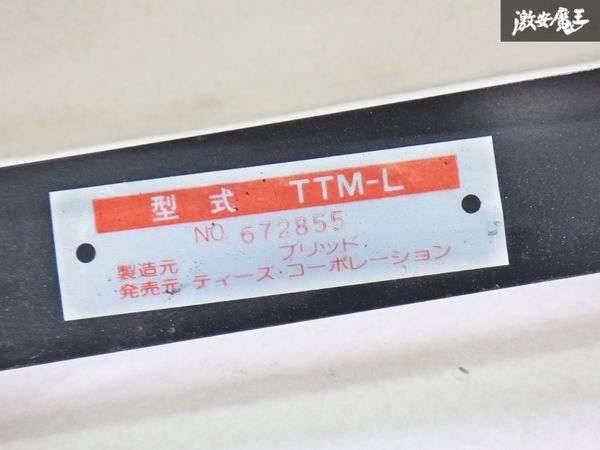 激安魔王
型式 TTM-L
NO. 672855
製造元 ブリッド
発売元 ティーズ・コーポレーション